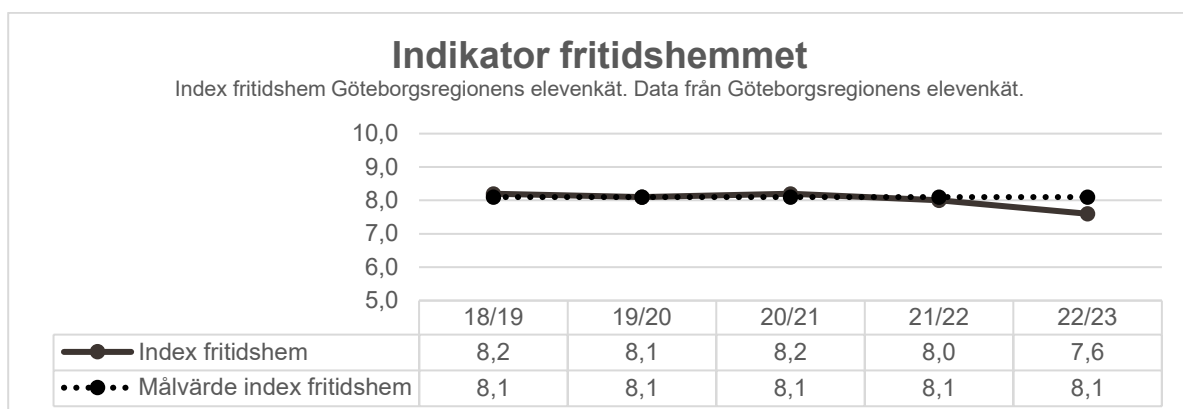 Indikator fritidshemmet
Index fritidshem Göteborgsregionens elevenkät. Data från Göteborgsregionens elevenkät.
10,0
9,0
8,0
7,0
6,0
5,0
18/19 19/20 20/21 21/22 22/23
Index fritidshem 8,2 8,1 8,2 8,0 7,6
Målvärde index fritidshem 8,1 8,1 8,1 8,1 8,1